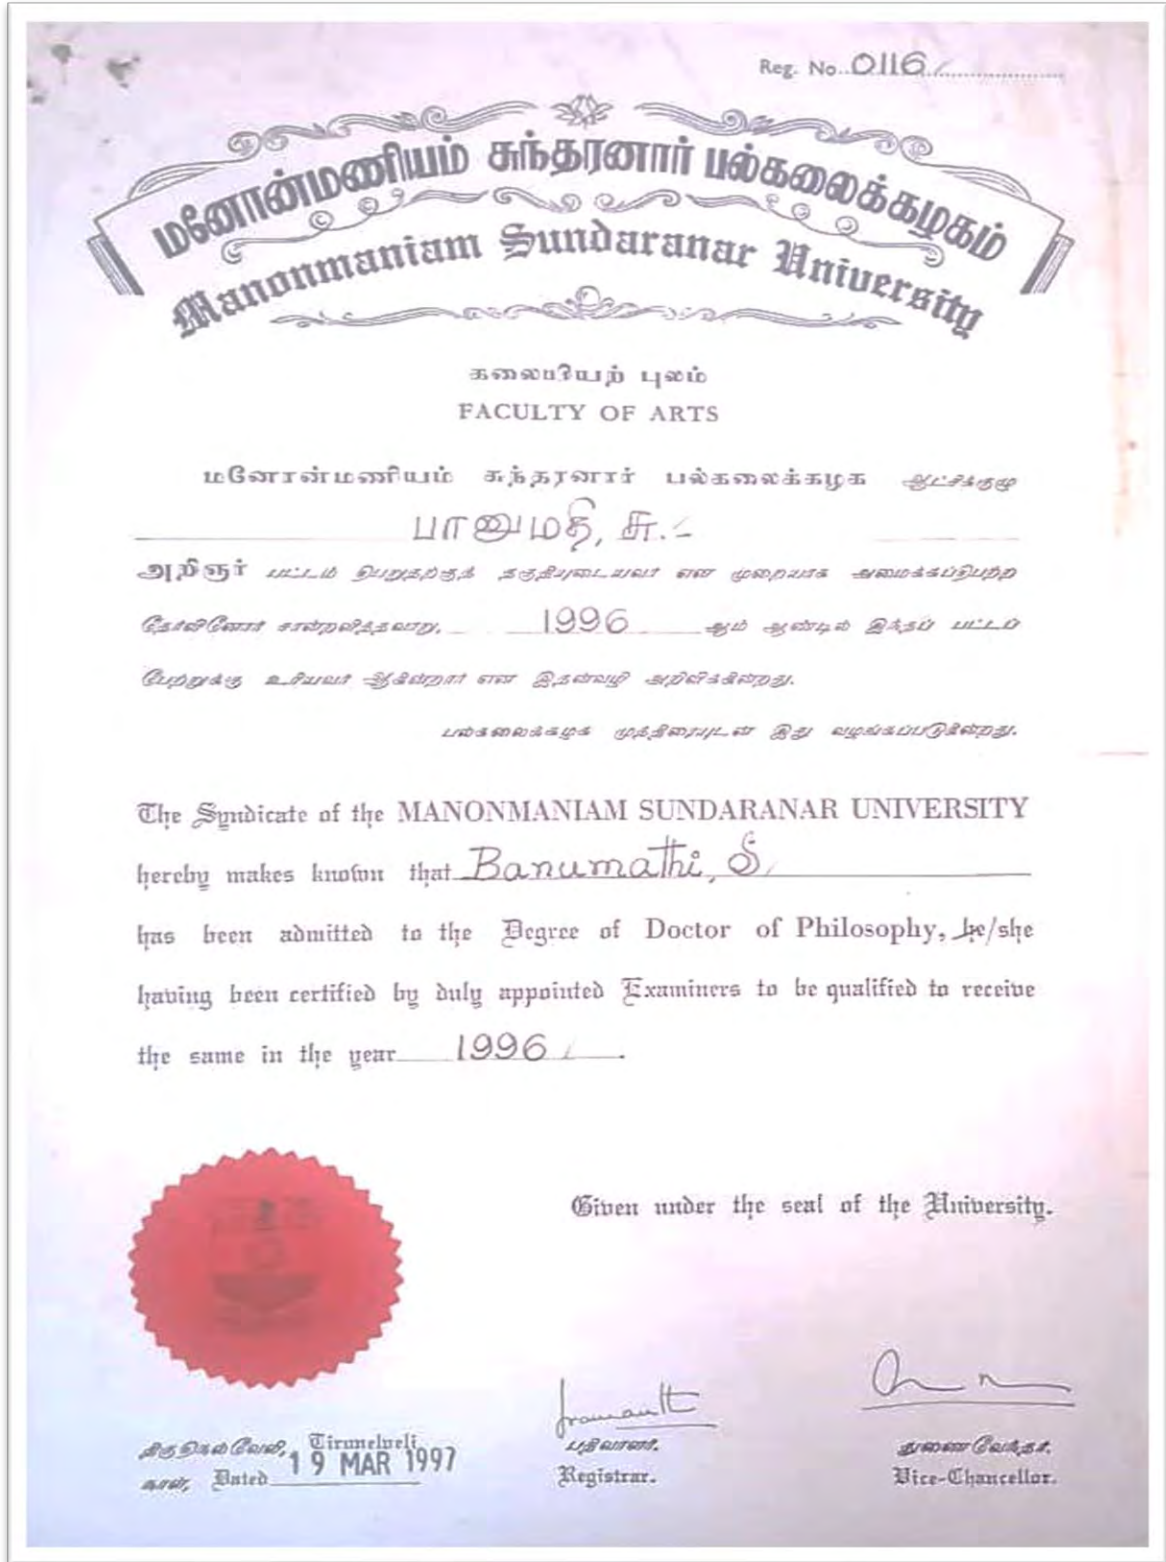 Reg. No. 0116
மனோன்மணியம் சுந்தரனார் பல்கலைக்கழகம்
Manonmaniam Sundaranar University
கலையியற் புலம்
FACULTY OF ARTS
மனோன்மணியம் சுந்தரனார் பல்கலைக்கழக ஆட்சிக்குழு
பானுமதி, சு.
அறிஞர் பட்டம் பெறுதற்குத் தகுதியுடையவர் என முறையாக அமைக்கப்பெற்ற
தேர்வினோர் சான்றளித்தவாறு, 1996 ஆம் ஆண்டில் இந்தப் பட்டம்
பேற்றுக்கு உரியவர் ஆகின்றார் என இதன்வழி அறிவிக்கின்றது.
பல்கலைக்கழக முத்திரையுடன் இது வழங்கப்படுகின்றது.
The Syndicate of the MANONMANIAM SUNDARANAR UNIVERSITY
hereby makes known that Banumathi, S
has been admitted to the Degree of Doctor of Philosophy, he/she
having been certified by duly appointed Examiners to be qualified to receive
the same in the year 1996.
Given under the seal of the University.
திருநெல்வேலி, Tirunelveli,
நாள், Dated 19 MAR 1997
பதிவாளர்.
Registrar.
துணைவேந்தர்.
Vice-Chancellor.